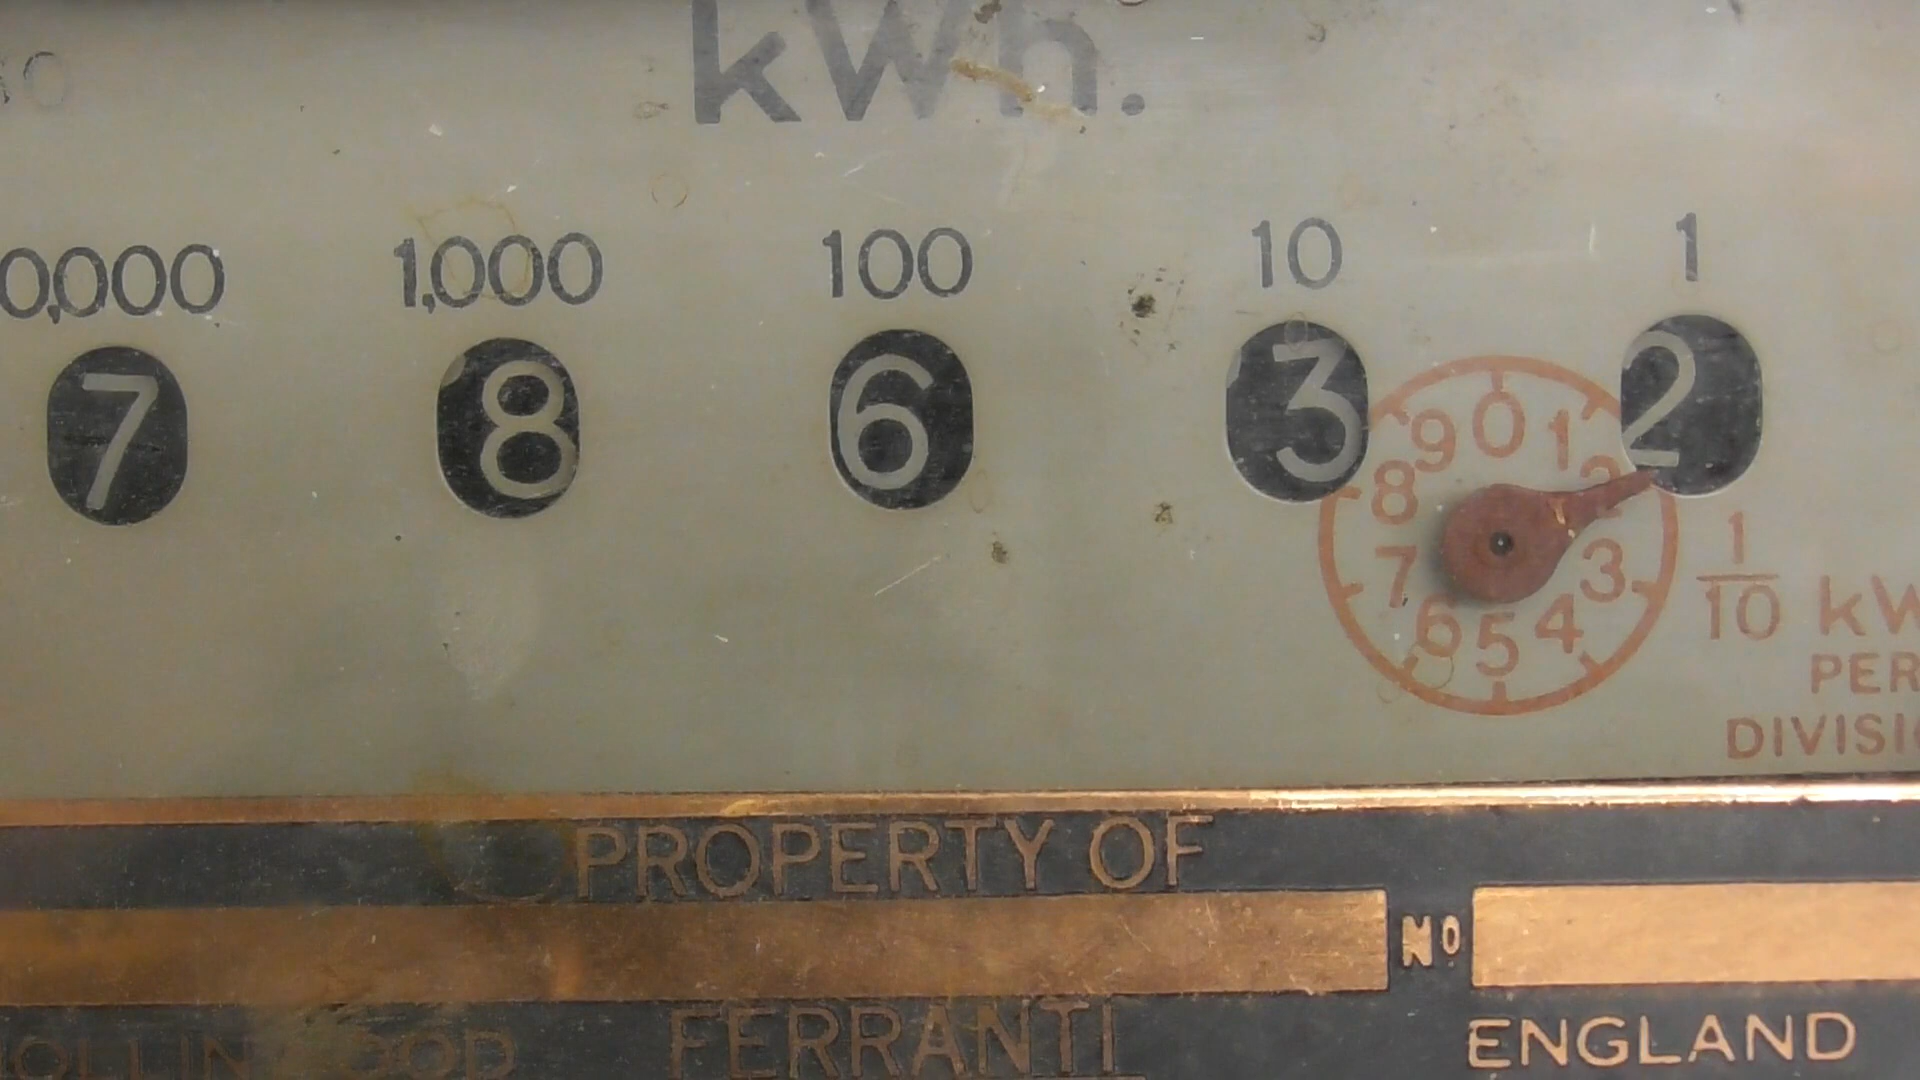 10
kWh.
0,000 1,000 100 10 1
7 8 6 3 2
0 1 2 3 4 5 6 7 8 9
1/10 kW
PER
DIVISI
PROPERTY OF
No
FERRANTI ENGLAND